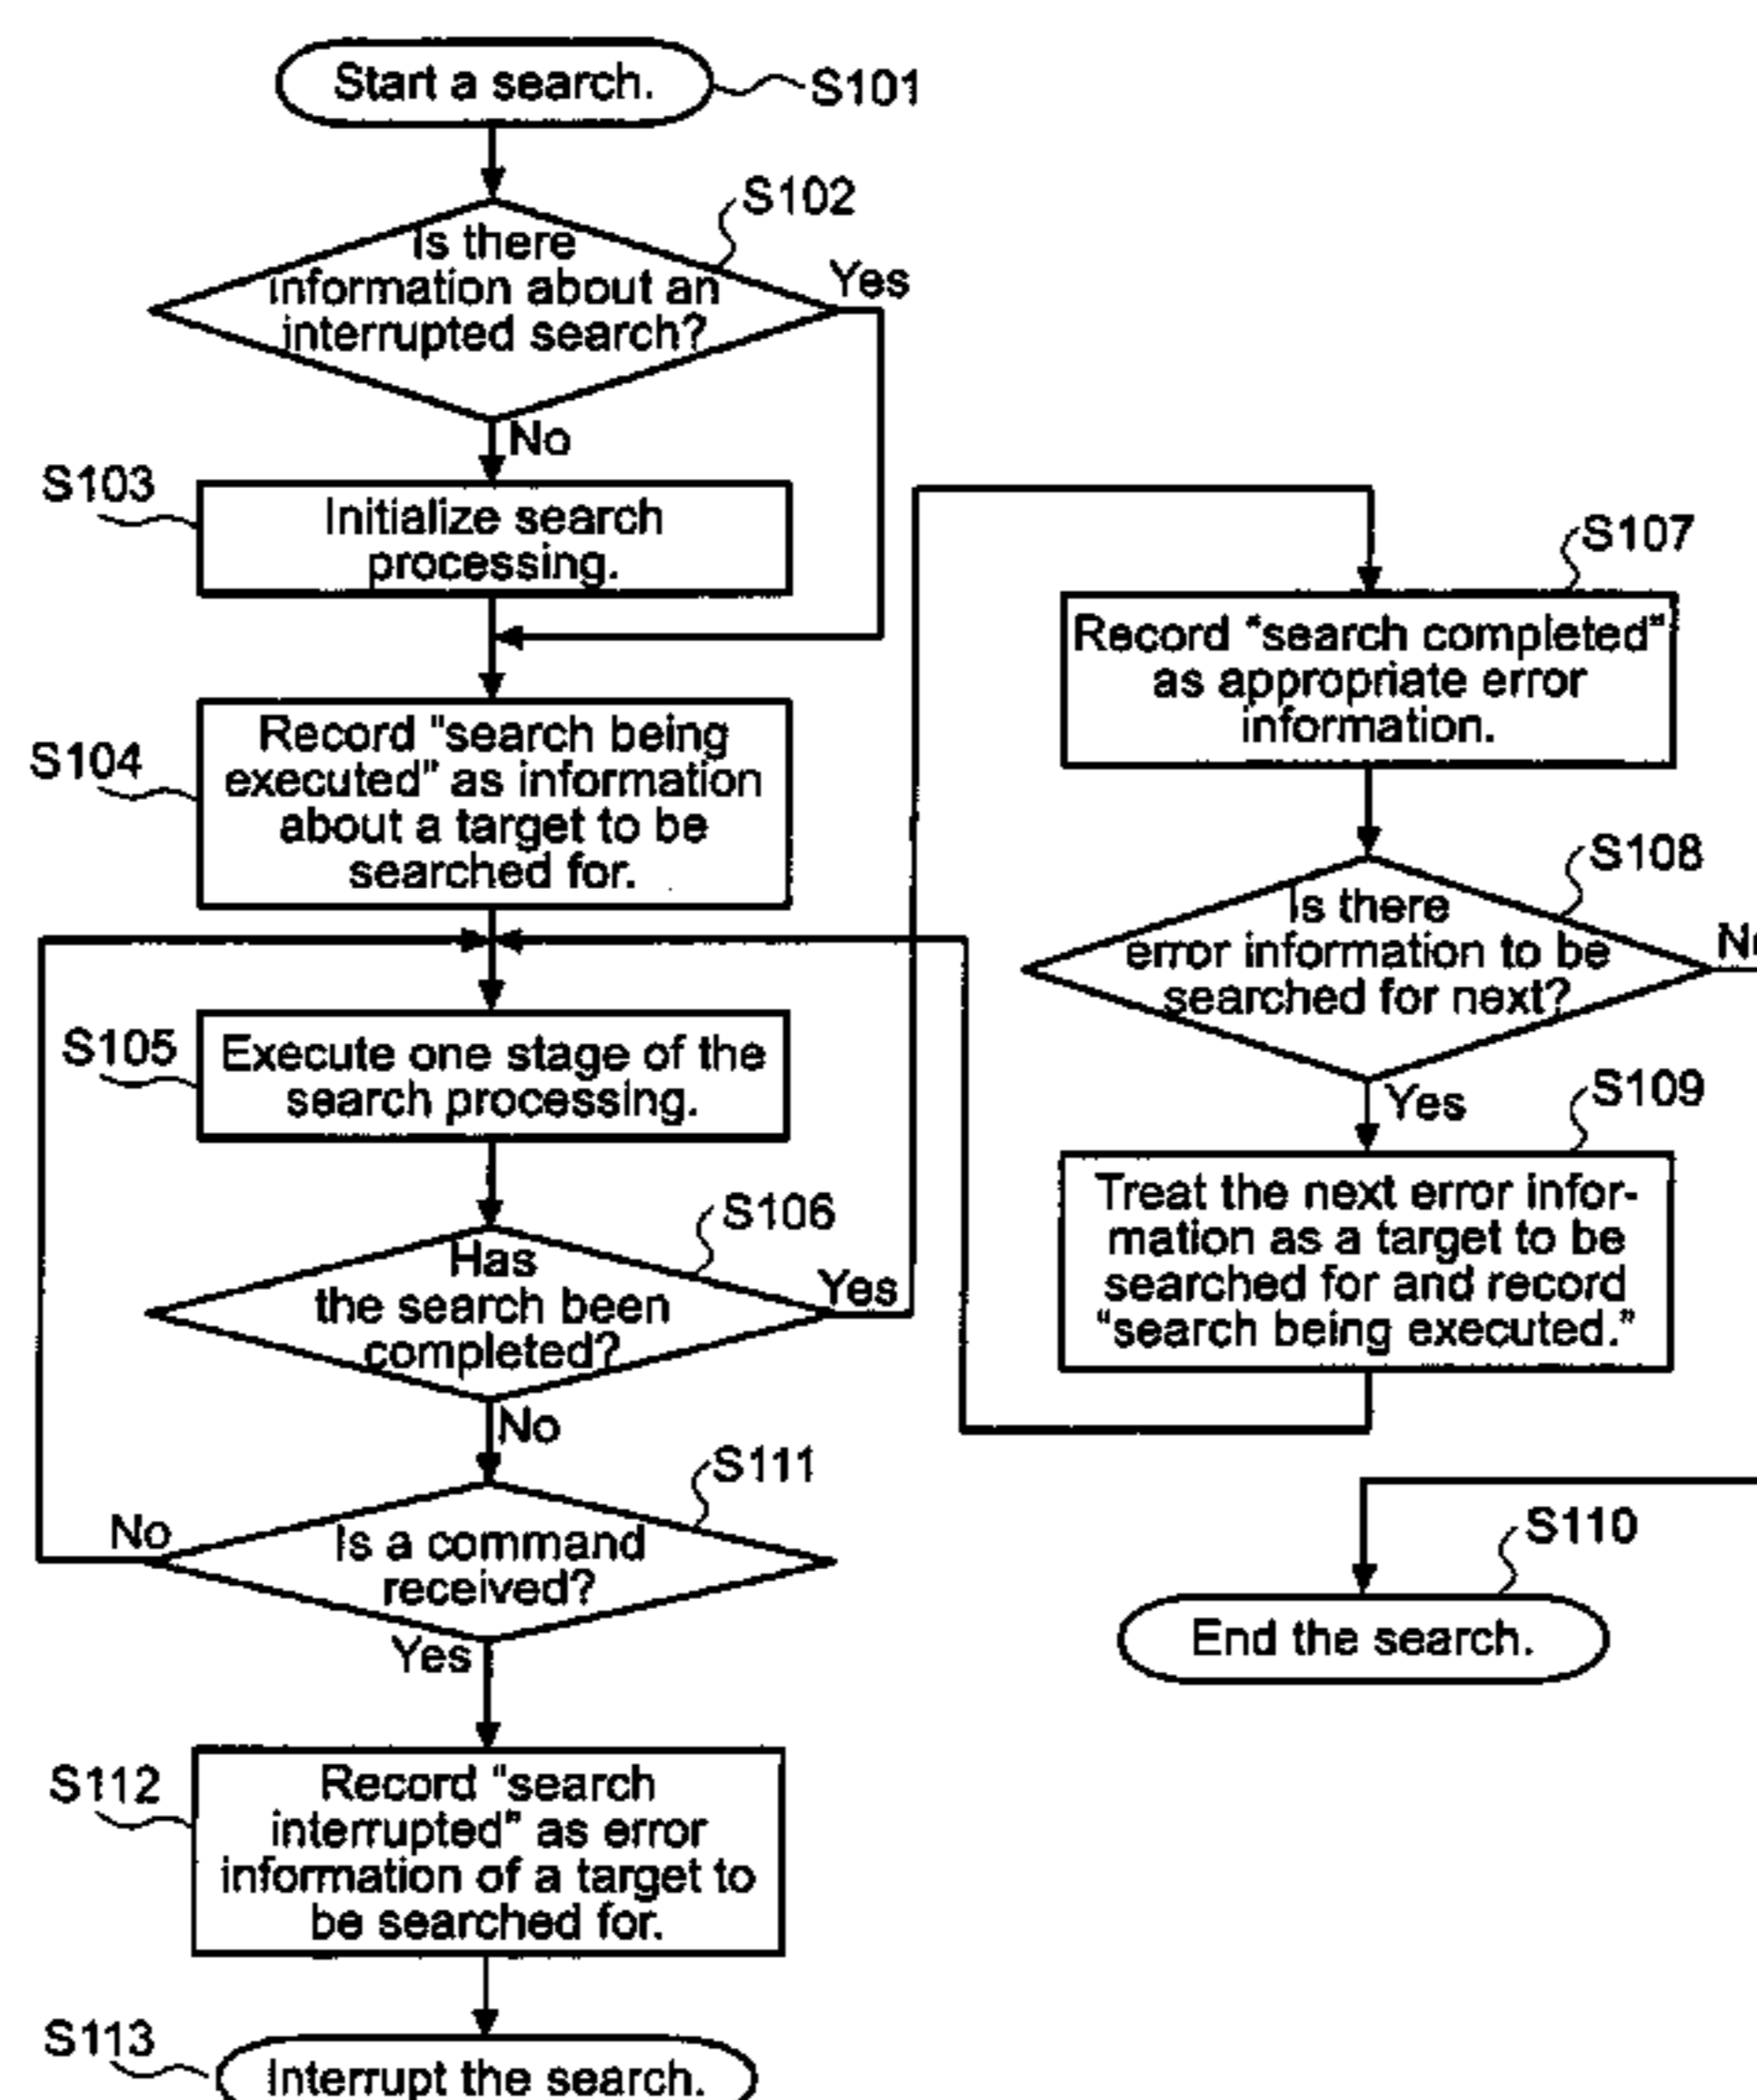 Start a search.
S101
S102
Is there
information about an
interrupted search?
Yes
No
S103
Initialize search
processing.
S104
Record "search being
executed" as information
about a target to be
searched for.
S105
Execute one stage of the
search processing.
S106
Has
the search been
completed?
Yes
No
S111
Is a command
received?
No
Yes
S112
Record "search
interrupted" as error
information of a target to
be searched for.
S113
Interrupt the search.
S107
Record "search completed"
as appropriate error
information.
S108
Is there
error information to be
searched for next?
Yes
S109
Treat the next error infor-
mation as a target to be
searched for and record
"search being executed."
S110
End the search.